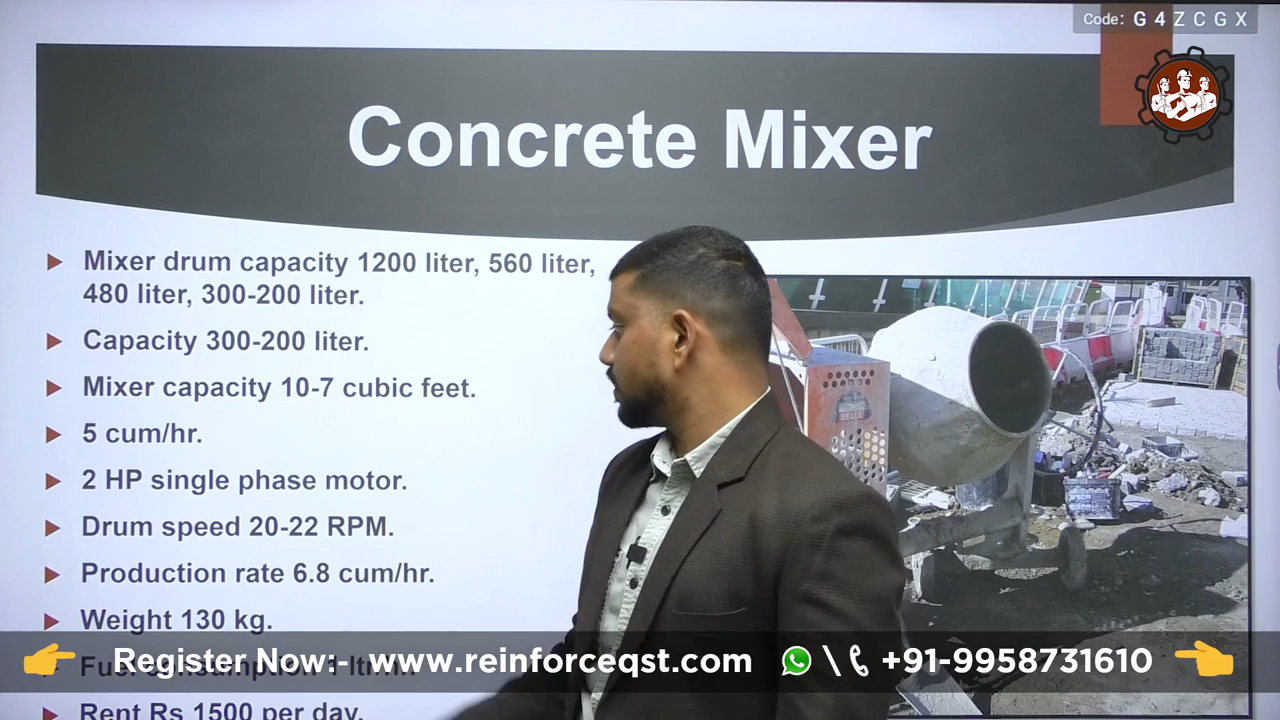 Code: G 4 Z C G X
Concrete Mixer
Mixer drum capacity 1200 liter, 560 liter,
480 liter, 300-200 liter.
Capacity 300-200 liter.
Mixer capacity 10-7 cubic feet.
5 cum/hr.
2 HP single phase motor.
Drum speed 20-22 RPM.
Production rate 6.8 cum/hr.
Weight 130 kg.
Register Now:- www.reinforceqst.com +91-9958731610
Rent Rs 1500 per day.